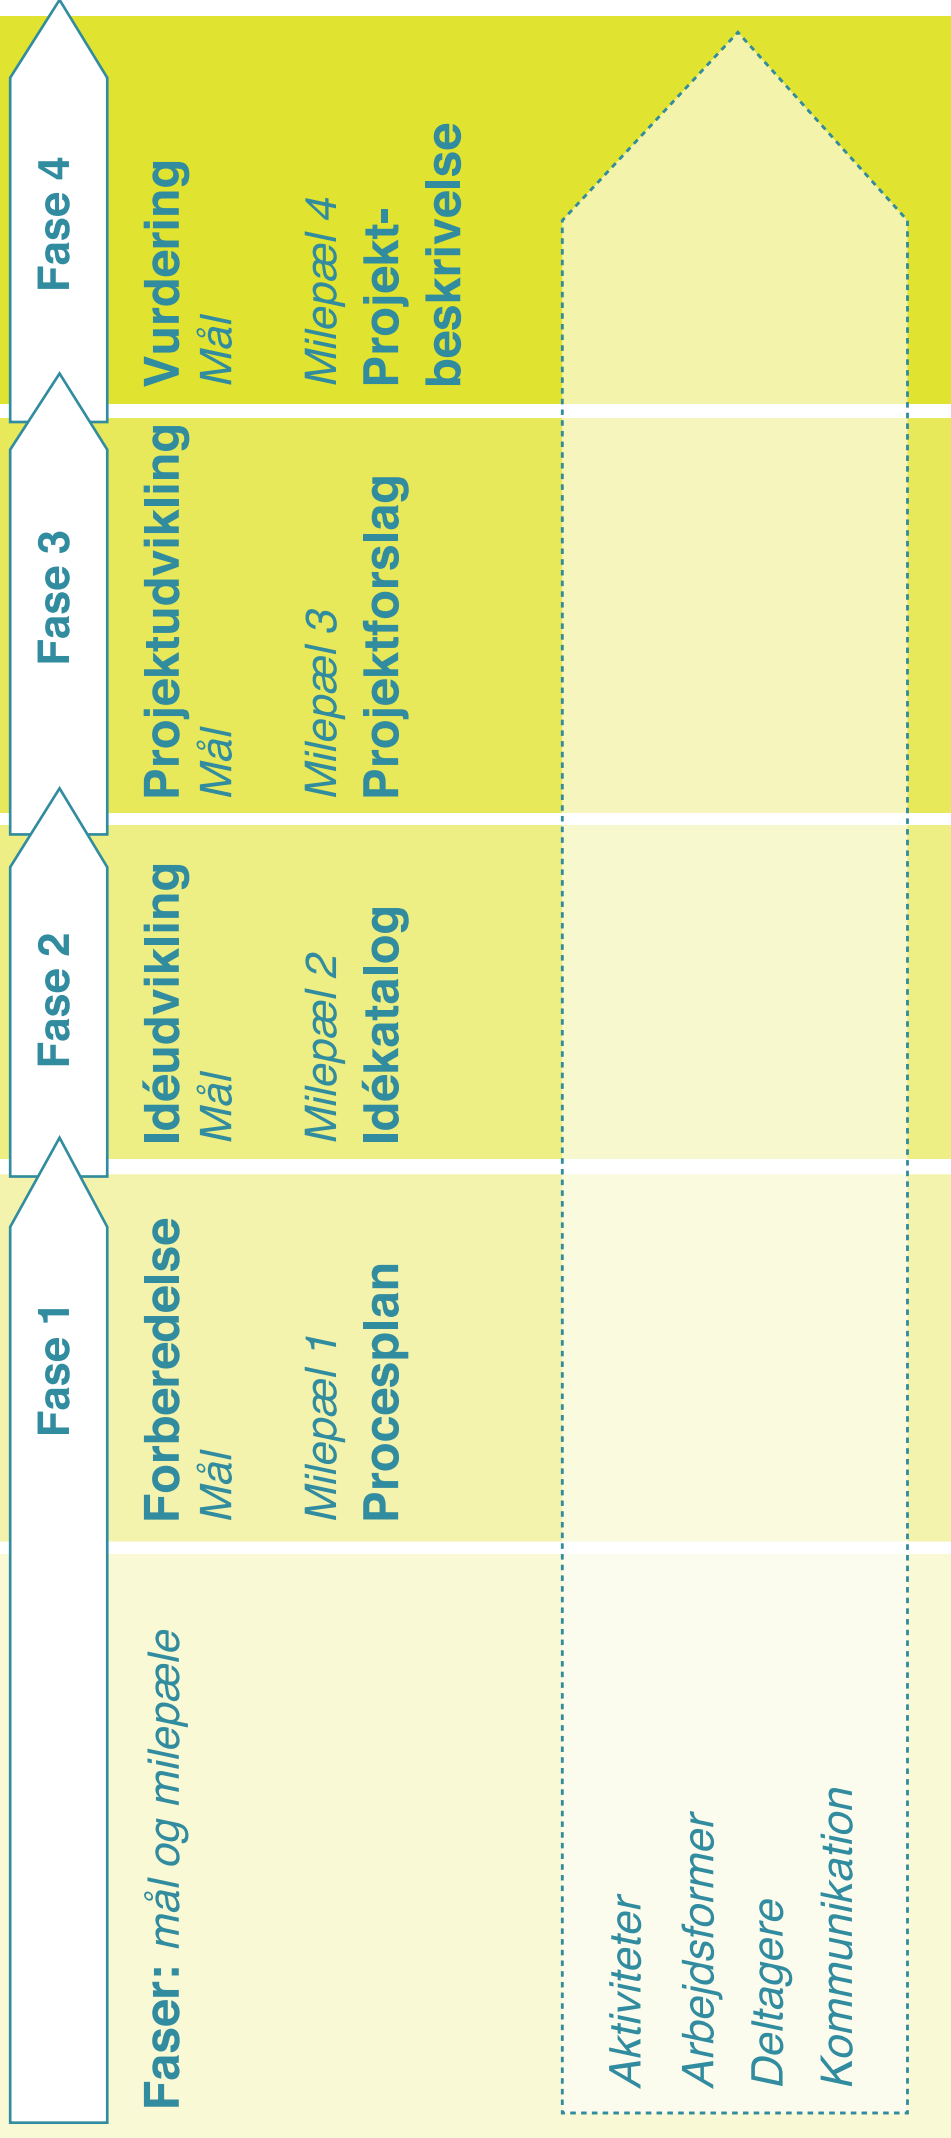 Fase 1
Fase 2
Fase 3
Fase 4
Faser: mål og milepæle
Forberedelse
Mål
Milepæl 1
Procesplan
Idéudvikling
Mål
Milepæl 2
Idékatalog
Projektudvikling
Mål
Milepæl 3
Projektforslag
Vurdering
Mål
Milepæl 4
Projekt-
beskrivelse
Aktiviteter
Arbejdsformer
Deltagere
Kommunikation